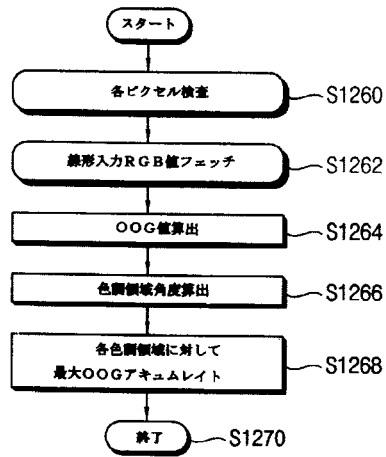 スタート
各ピクセル検査
S1260
線形入力RGB値フェッチ
S1262
OOG値算出
S1264
色調領域角度算出
S1266
各色調領域に対して
最大OOGアキュムレイト
S1268
終了
S1270